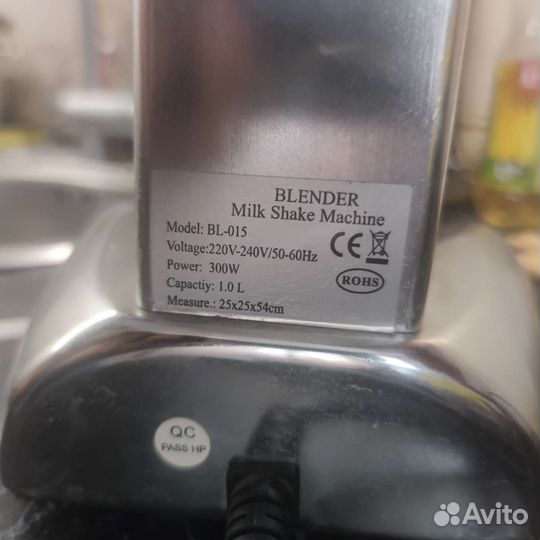 BLENDER
Milk Shake Machine
Model: BL-015
Voltage:220V-240V/50-60Hz
Power: 300W
Capactiy: 1.0 L
Measure.: 25x25x54cm
CE
ROHS
QC
PASS HP
Avito